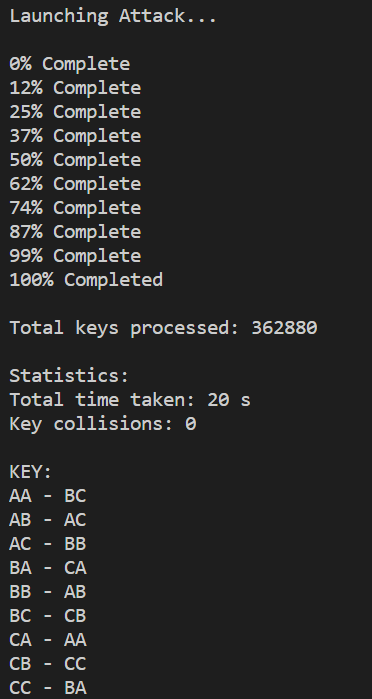 Launching Attack...
0% Complete
12% Complete
25% Complete
37% Complete
50% Complete
62% Complete
74% Complete
87% Complete
99% Complete
100% Completed
Total keys processed: 362880
Statistics:
Total time taken: 20 s
Key collisions: 0
KEY:
AA - BC
AB - AC
AC - BB
BA - CA
BB - AB
BC - CB
CA - AA
CB - CC
CC - BA